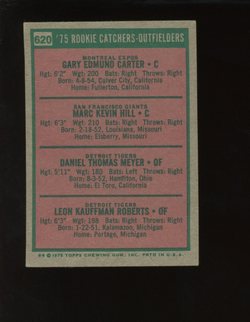 620 '75 ROOKIE CATCHERS-OUTFIELDERS
MONTREAL EXPOS
GARY EDMUND CARTER • C
Hgt: 6'2" Wgt: 200 Bats: Right Throws: Right
Born: 4-8-54, Culver City, California
Home: Fullerton, California
SAN FRANCISCO GIANTS
MARC KEVIN HILL • C
Hgt: 6'3" Wgt: 210 Bats: Right Throws: Right
Born: 2-18-52, Louisiana, Missouri
Home: Elsberry, Missouri
DETROIT TIGERS
DANIEL THOMAS MEYER • OF
Hgt: 5'11" Wgt: 180 Bats: Left Throws: Right
Born: 8-3-52, Hamilton, Ohio
Home: El Toro, California
DETROIT TIGERS
LEON KAUFFMAN ROBERTS • OF
Hgt: 6'3" Wgt: Bats: Right Throws: Right
Born: 1-22-51, Kalamazoo, Michigan
Home: Portage, Michigan
© 1975 TOPPS CHEWING GUM, INC. PRTD. IN U.S.A.